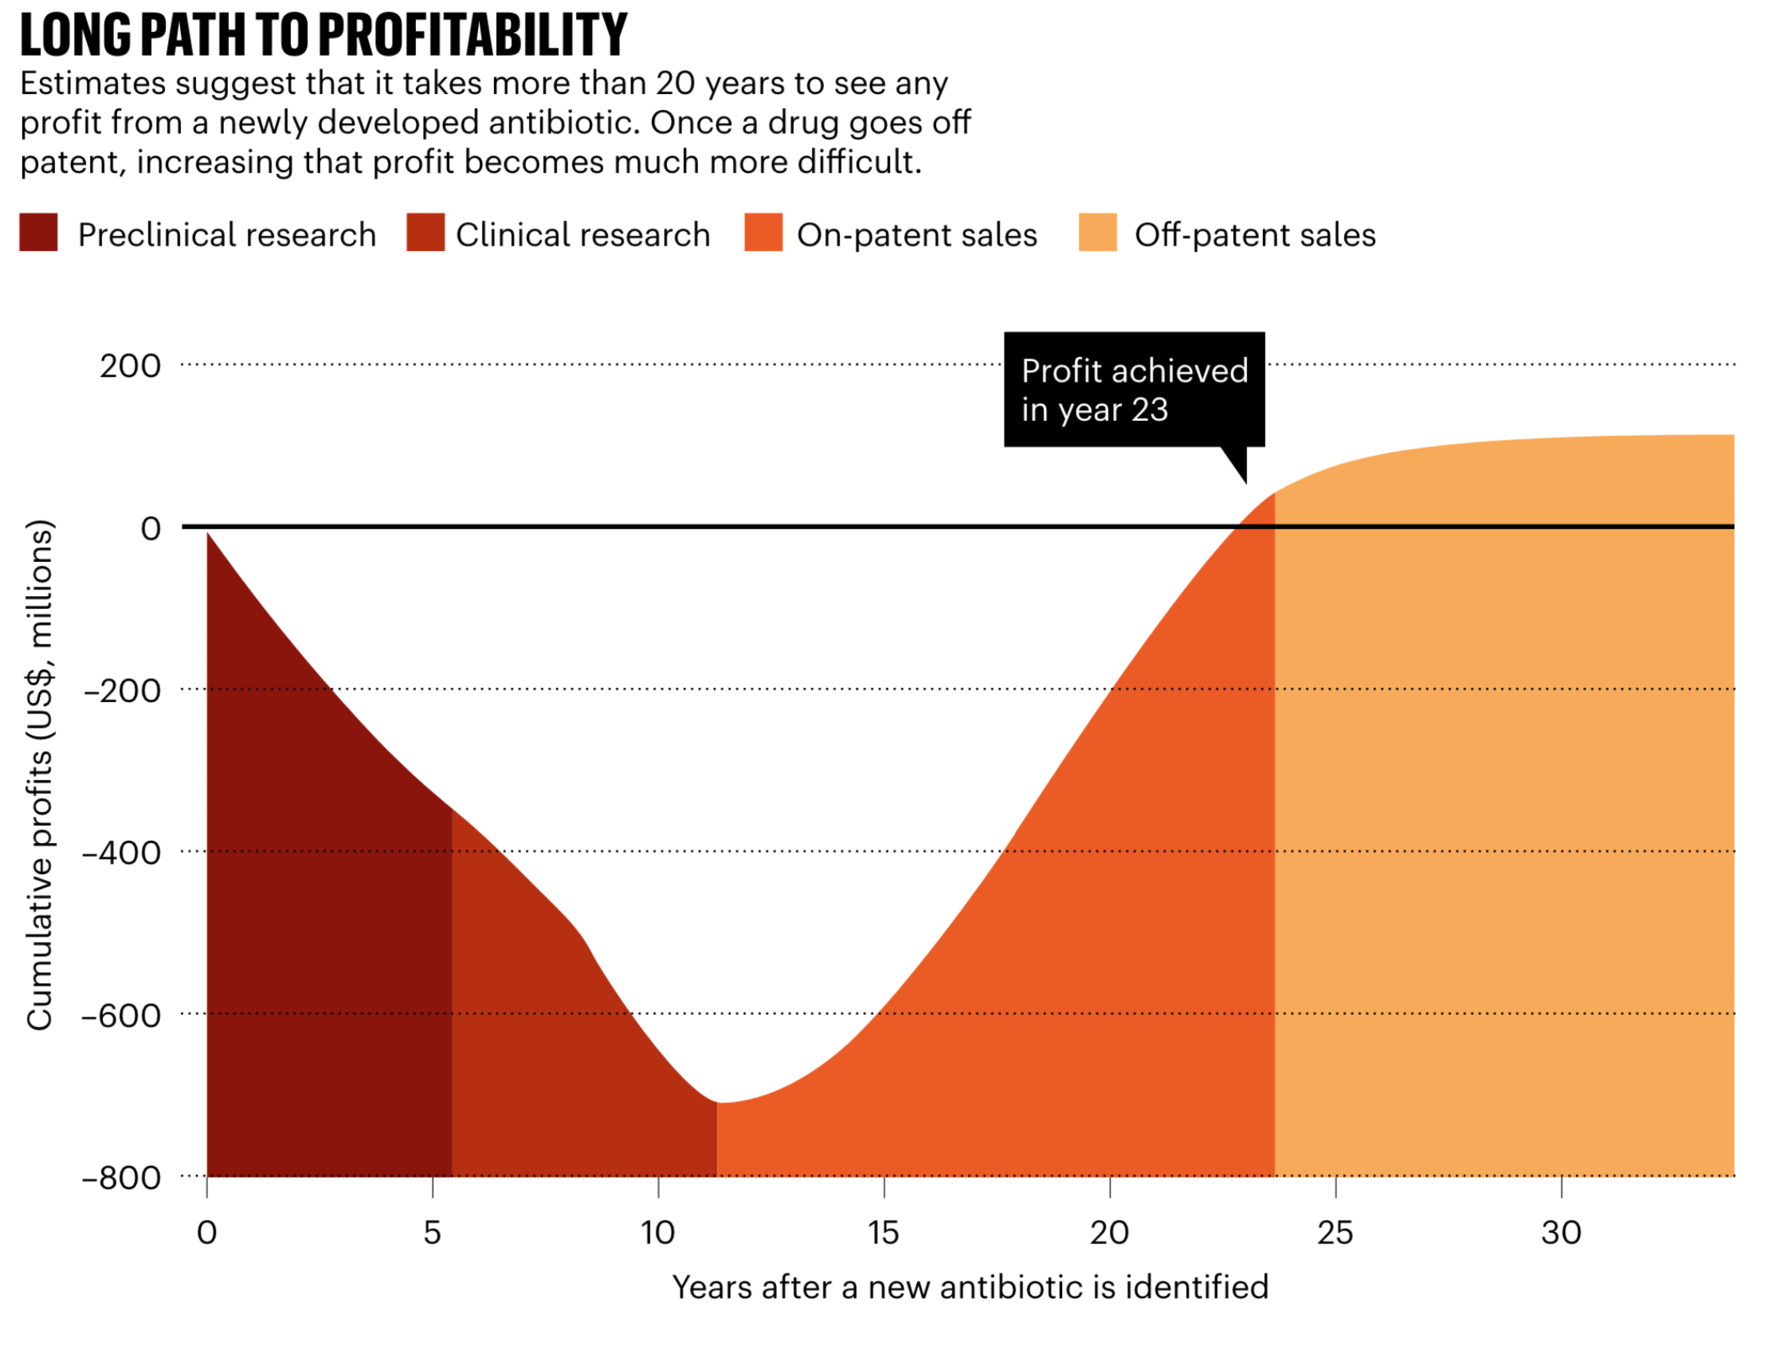 LONG PATH TO PROFITABILITY
Estimates suggest that it takes more than 20 years to see any
profit from a newly developed antibiotic. Once a drug goes off
patent, increasing that profit becomes much more difficult.
Preclinical research
Clinical research
On-patent sales
Off-patent sales
Profit achieved
in year 23
Cumulative profits (US$, millions)
200
0
–200
–400
–600
–800
0
5
10
15
20
25
30
Years after a new antibiotic is identified